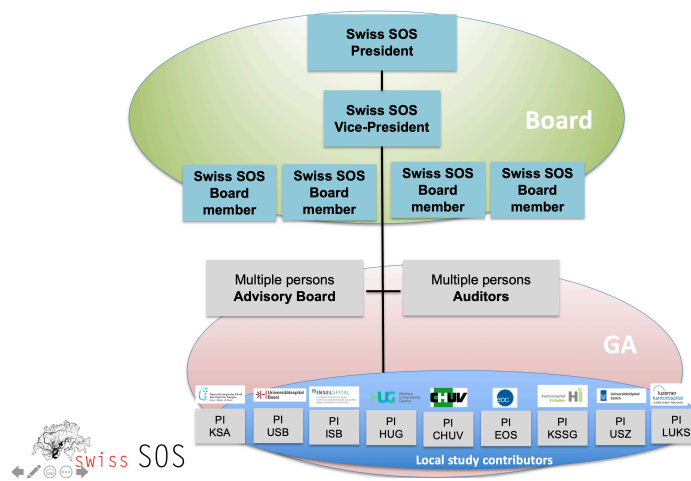 Swiss SOS
President
Swiss SOS
Vice-President
Board
Swiss SOS
Board
member
Swiss SOS
Board
member
Swiss SOS
Board
member
Swiss SOS
Board
member
Multiple persons
Advisory Board
Multiple persons
Auditors
GA
Universitätsspital
Basel
INSELSPITAL
HUG
CHUV
eoc
Kantonsspital
St.Gallen
UniversitätsSpital
Zürich
luzerner
kantonsspital
PI
KSA
PI
USB
PI
ISB
PI
HUG
PI
CHUV
PI
EOS
PI
KSSG
PI
USZ
PI
LUKS
Local study contributors
swiss SOS